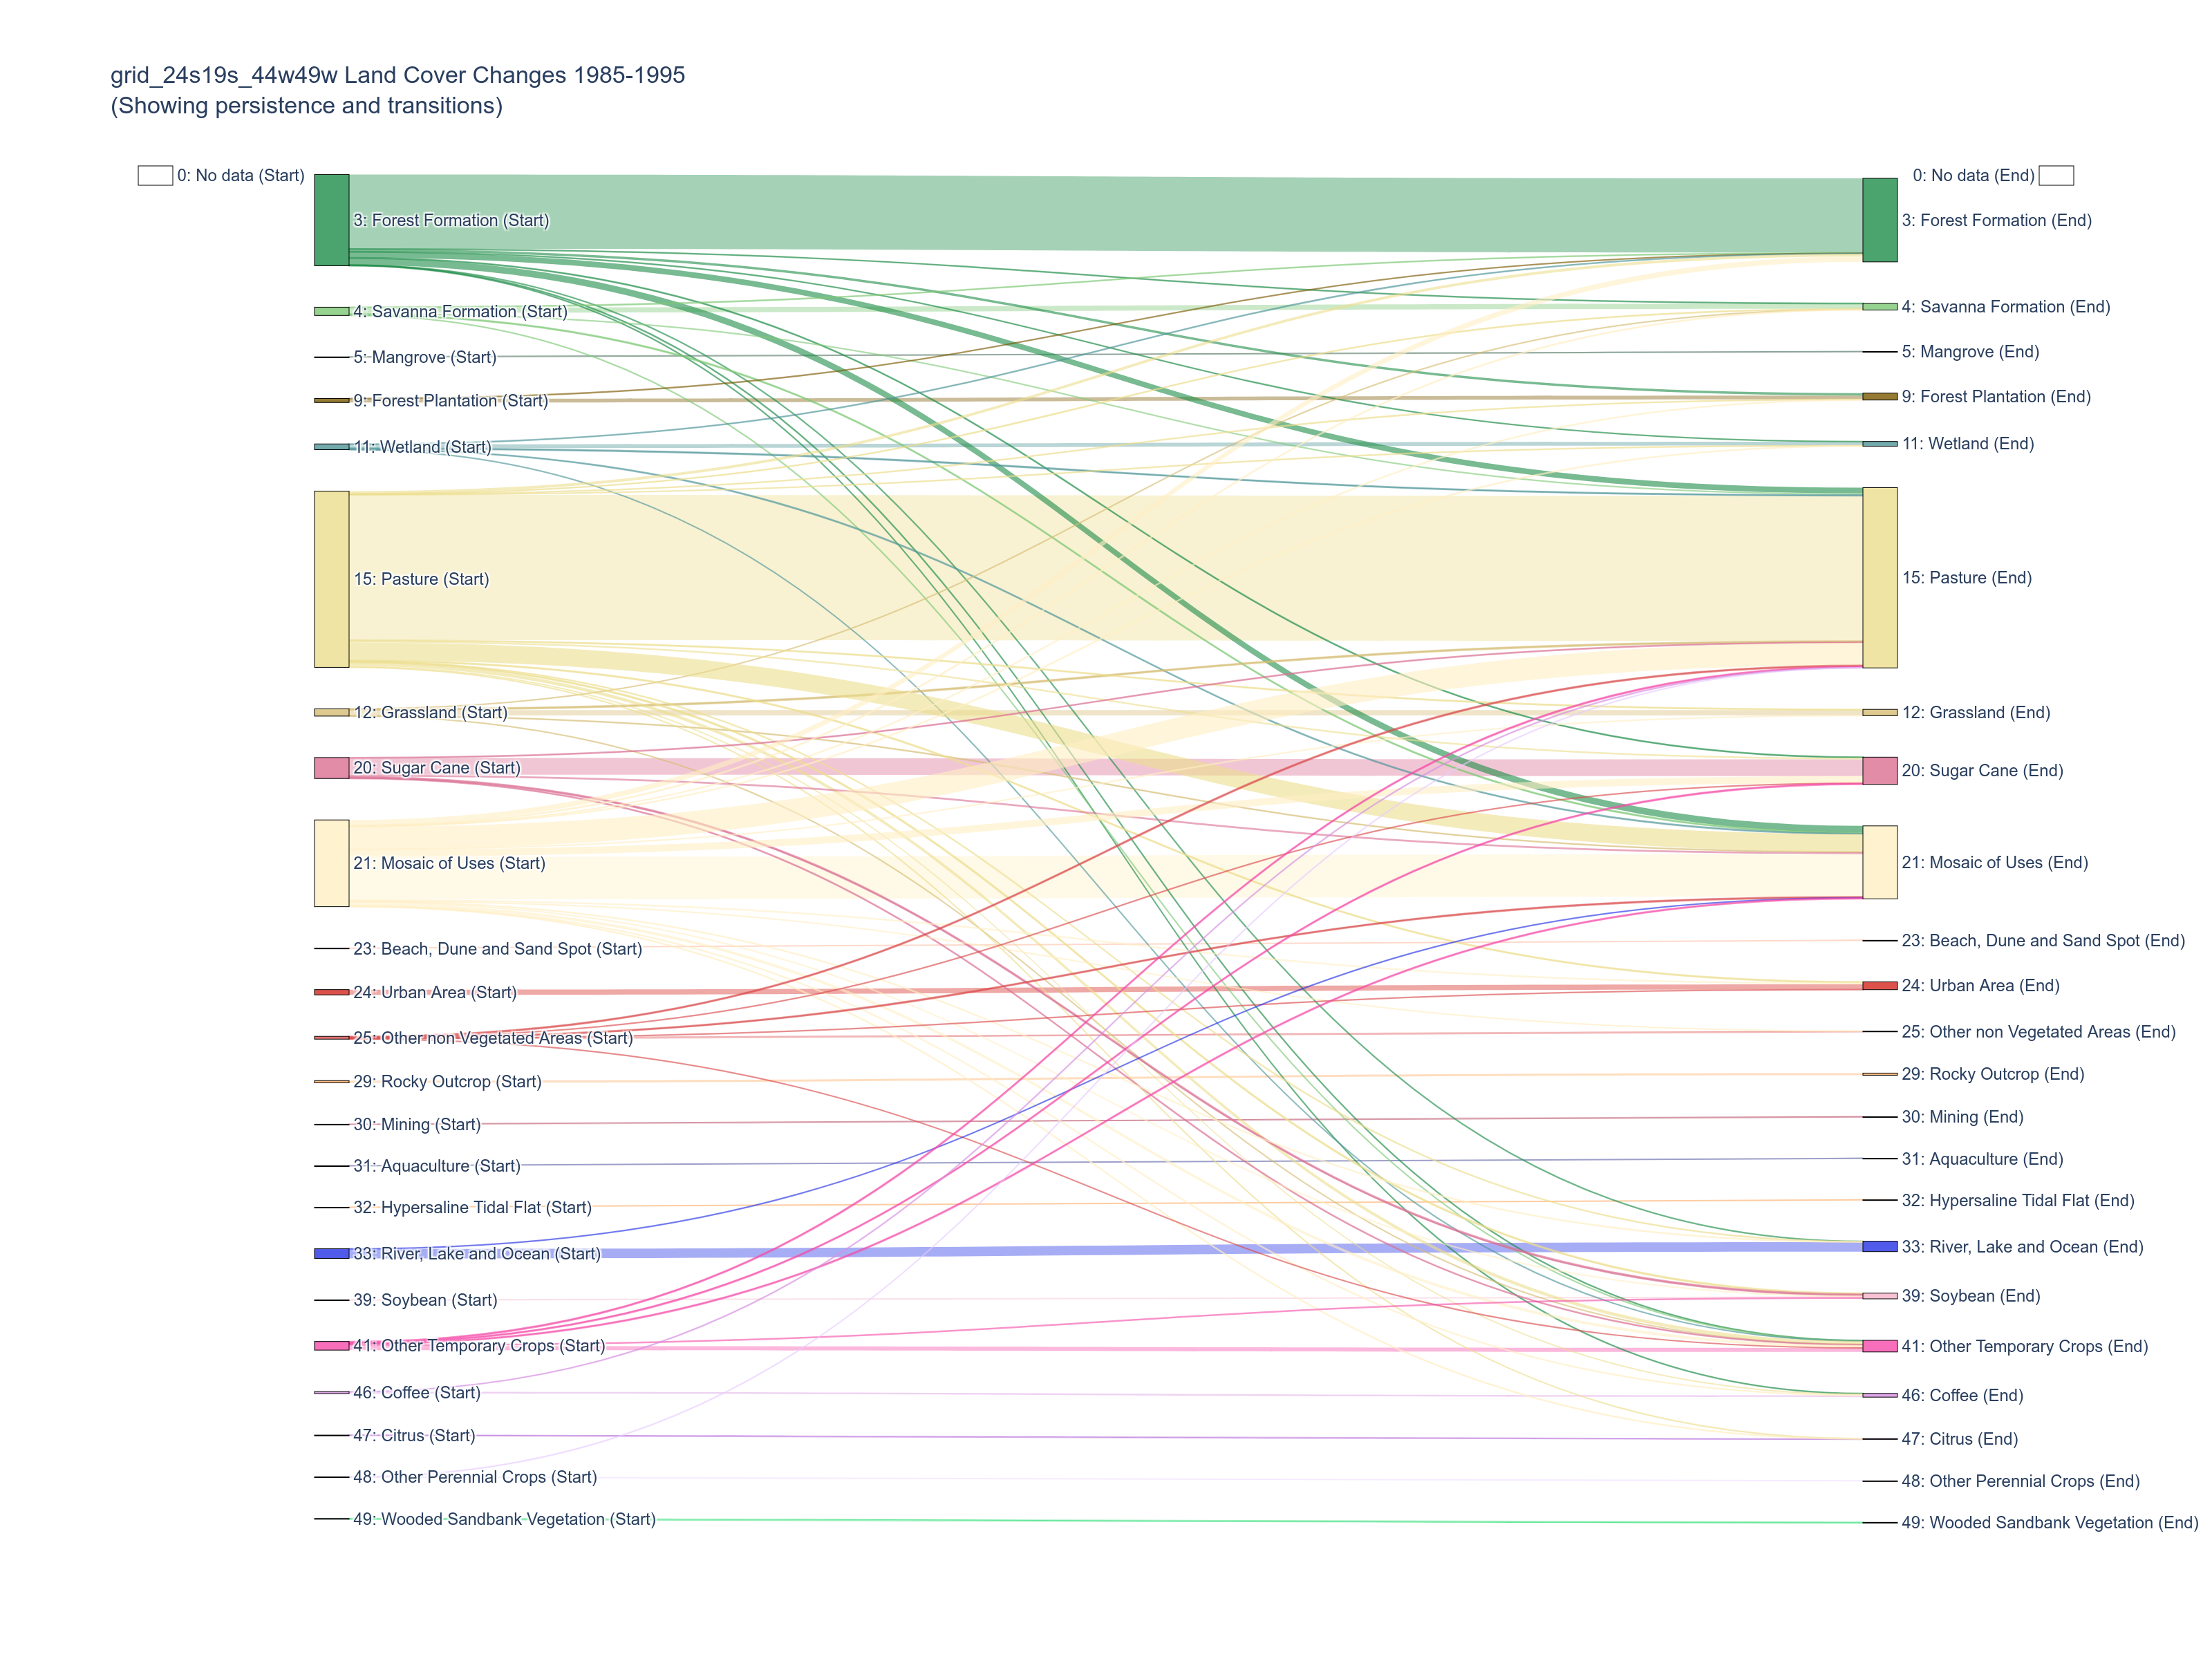 grid_24s19s_44w49w Land Cover Changes 1985-1995
(Showing persistence and transitions)
0: No data (Start)
3: Forest Formation (Start)
4: Savanna Formation (Start)
5: Mangrove (Start)
9: Forest Plantation (Start)
11: Wetland (Start)
15: Pasture (Start)
12: Grassland (Start)
20: Sugar Cane (Start)
21: Mosaic of Uses (Start)
23: Beach, Dune and Sand Spot (Start)
24: Urban Area (Start)
25: Other non Vegetated Areas (Start)
29: Rocky Outcrop (Start)
30: Mining (Start)
31: Aquaculture (Start)
32: Hypersaline Tidal Flat (Start)
33: River, Lake and Ocean (Start)
39: Soybean (Start)
41: Other Temporary Crops (Start)
46: Coffee (Start)
47: Citrus (Start)
48: Other Perennial Crops (Start)
49: Wooded Sandbank Vegetation (Start)
0: No data (End)
3: Forest Formation (End)
4: Savanna Formation (End)
5: Mangrove (End)
9: Forest Plantation (End)
11: Wetland (End)
15: Pasture (End)
12: Grassland (End)
20: Sugar Cane (End)
21: Mosaic of Uses (End)
23: Beach, Dune and Sand Spot (End)
24: Urban Area (End)
25: Other non Vegetated Areas (End)
29: Rocky Outcrop (End)
30: Mining (End)
31: Aquaculture (End)
32: Hypersaline Tidal Flat (End)
33: River, Lake and Ocean (End)
39: Soybean (End)
41: Other Temporary Crops (End)
46: Coffee (End)
47: Citrus (End)
48: Other Perennial Crops (End)
49: Wooded Sandbank Vegetation (End)